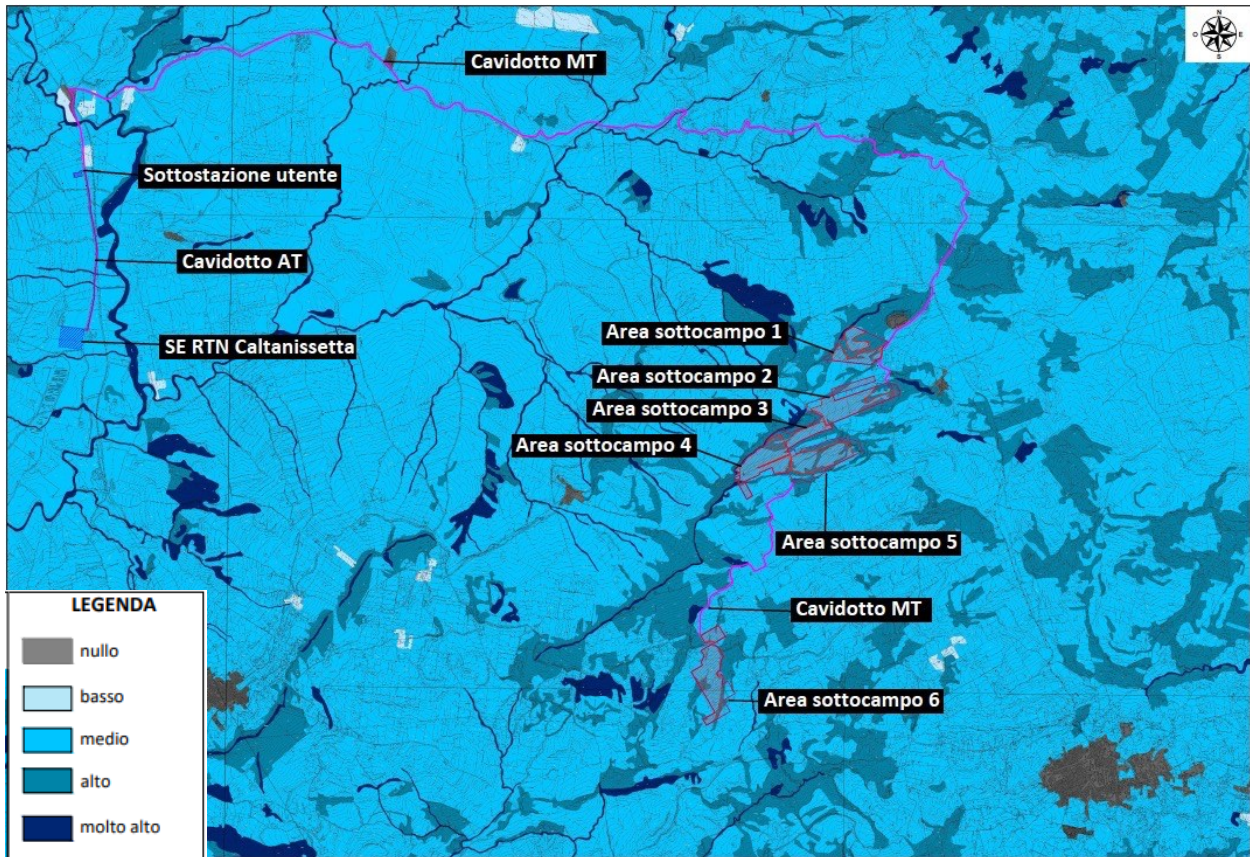 N
O E
S
Cavidotto MT
Sottostazione utente
Cavidotto AT
SE RTN Caltanissetta
Area sottocampo 1
Area sottocampo 2
Area sottocampo 3
Area sottocampo 4
Area sottocampo 5
Cavidotto MT
Area sottocampo 6
LEGENDA
nullo
basso
medio
alto
molto alto